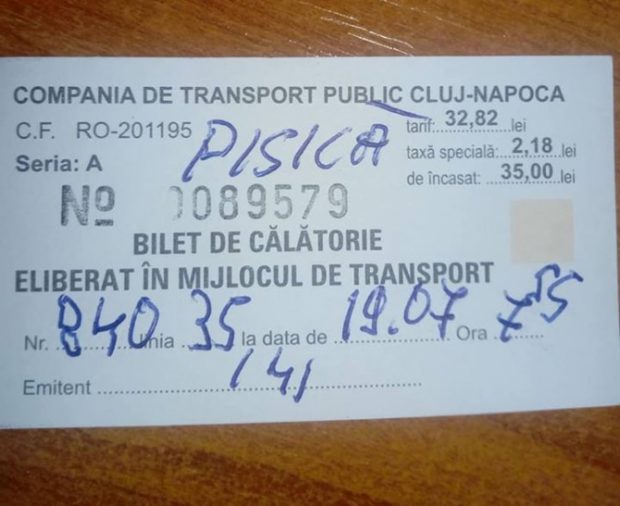 COMPANIA DE TRANSPORT PUBLIC CLUJ-NAPOCA
C.F. RO-201195
tarif: 32,82 lei
Seria: A
PISICĂ
taxă specială: 2,18 lei
de încasat: 35,00 lei
Nº 0089579
BILET DE CĂLĂTORIE
ELIBERAT ÎN MIJLOCUL DE TRANSPORT
Nr. 840 linia 35 la data de 19.07 Ora 7 55
Emitent 141